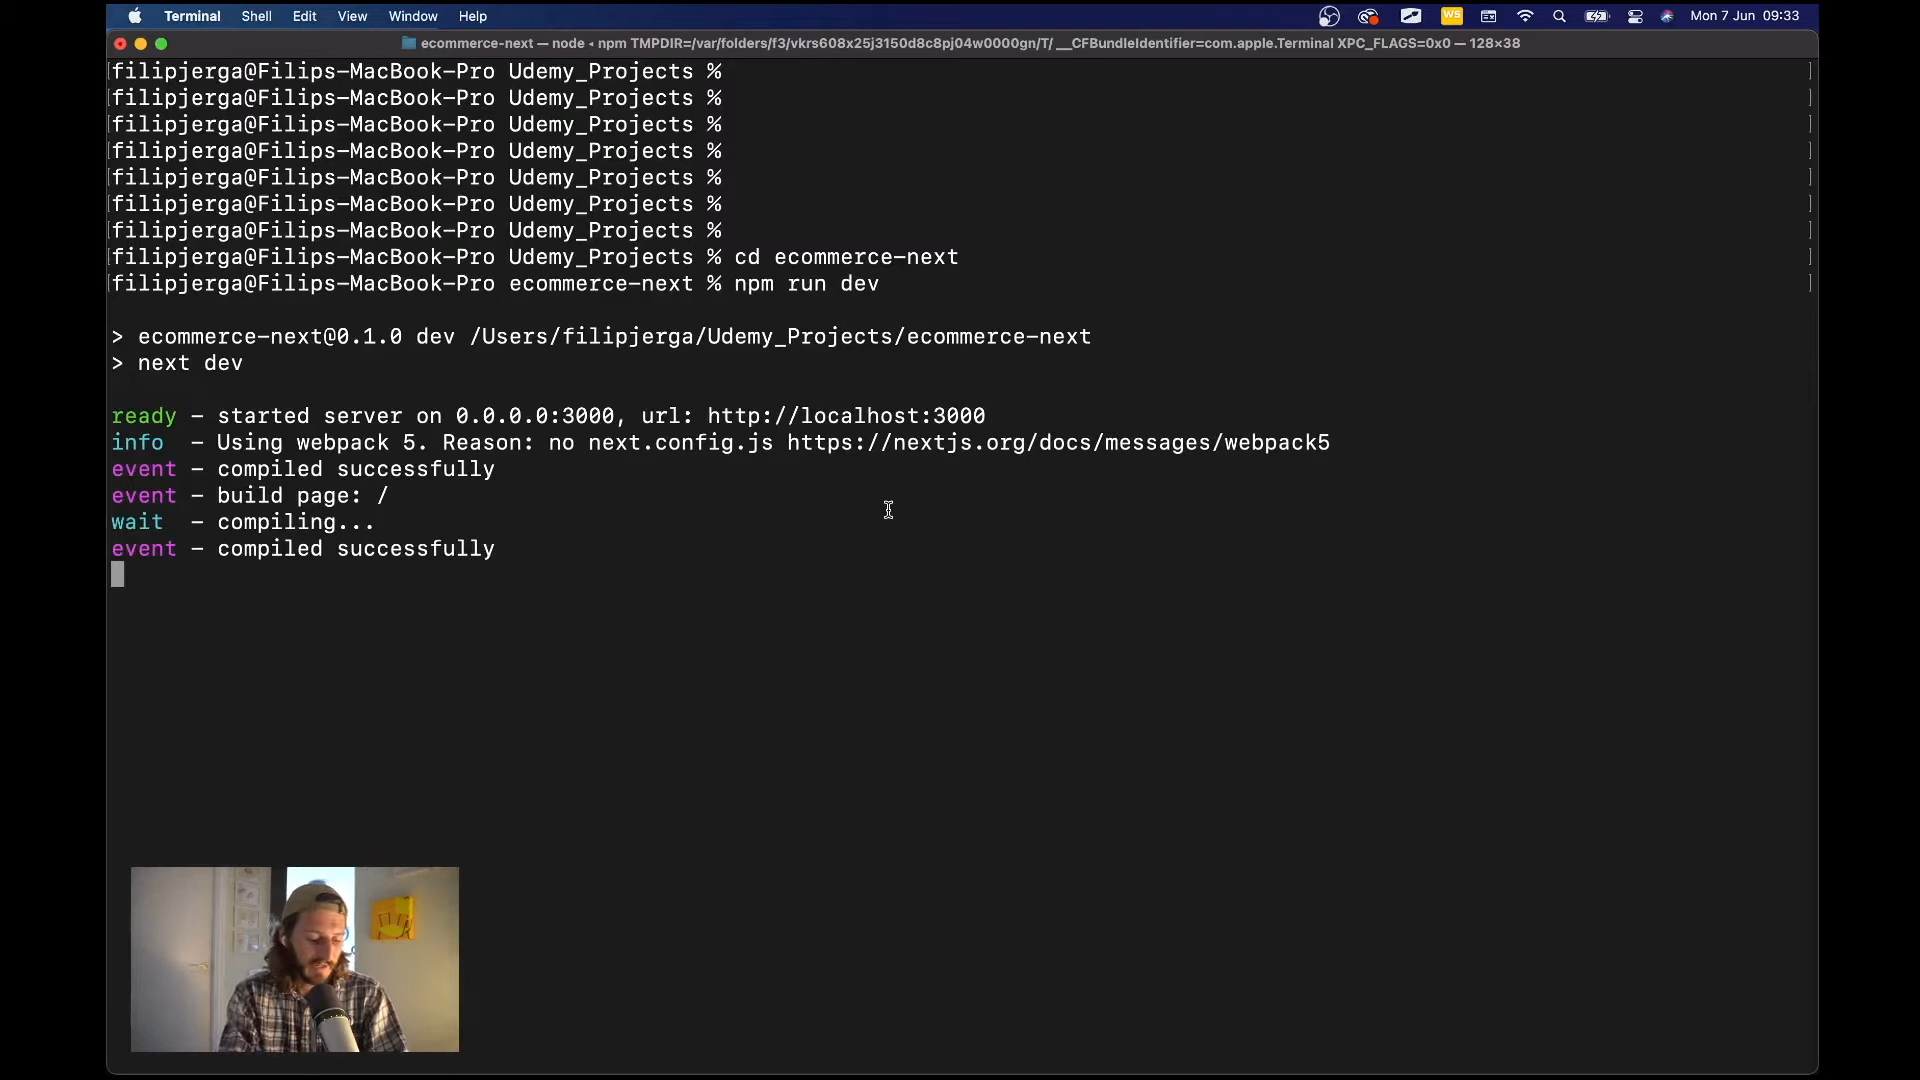 Terminal Shell Edit View Window Help WS Mon 7 Jun 09:33
ecommerce-next — node ◂ npm TMPDIR=/var/folders/f3/vkrs608x25j3150d8c8pj04w0000gn/T/ __CFBundleIdentifier=com.apple.Terminal XPC_FLAGS=0x0 — 128×38
[filipjerga@Filips-MacBook-Pro Udemy_Projects % ]
[filipjerga@Filips-MacBook-Pro Udemy_Projects % ]
[filipjerga@Filips-MacBook-Pro Udemy_Projects % ]
[filipjerga@Filips-MacBook-Pro Udemy_Projects % ]
[filipjerga@Filips-MacBook-Pro Udemy_Projects % ]
[filipjerga@Filips-MacBook-Pro Udemy_Projects % ]
[filipjerga@Filips-MacBook-Pro Udemy_Projects % ]
[filipjerga@Filips-MacBook-Pro Udemy_Projects % cd ecommerce-next ]
[filipjerga@Filips-MacBook-Pro ecommerce-next % npm run dev ]
> ecommerce-next@0.1.0 dev /Users/filipjerga/Udemy_Projects/ecommerce-next
> next dev
ready - started server on 0.0.0.0:3000, url: http://localhost:3000
info - Using webpack 5. Reason: no next.config.js https://nextjs.org/docs/messages/webpack5
event - compiled successfully
event - build page: /
wait - compiling...
event - compiled successfully